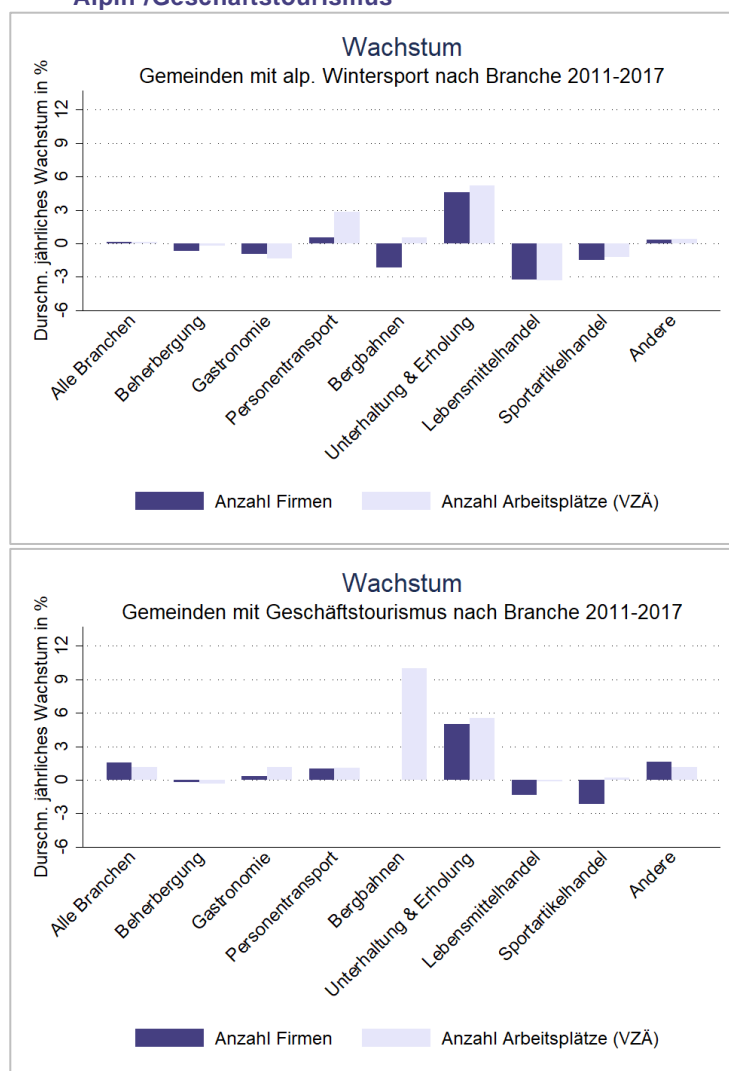 Alpin-/Geschäftstourismus
Wachstum
Gemeinden mit alp. Wintersport nach Branche 2011-2017
Durschn. jährliches Wachstum in %
12
9
6
3
0
-3
-6
Alle Branchen
Beherbergung
Gastronomie
Personentransport
Bergbahnen
Unterhaltung & Erholung
Lebensmittelhandel
Sportartikelhandel
Andere
Anzahl Firmen
Anzahl Arbeitsplätze (VZÄ)
Wachstum
Gemeinden mit Geschäftstourismus nach Branche 2011-2017
Durschn. jährliches Wachstum in %
12
9
6
3
0
-3
-6
Alle Branchen
Beherbergung
Gastronomie
Personentransport
Bergbahnen
Unterhaltung & Erholung
Lebensmittelhandel
Sportartikelhandel
Andere
Anzahl Firmen
Anzahl Arbeitsplätze (VZÄ)